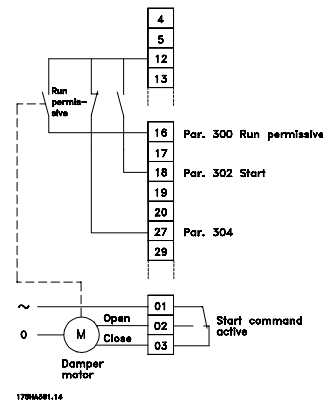 4
5
12
13
Run
permis-
sive
16 Par. 300 Run permissive
17
18 Par. 302 Start
19
20
27 Par. 304
29
~ 01
Open 02 Start command
active
0 M
Close 03
Damper
motor
175HA591.14